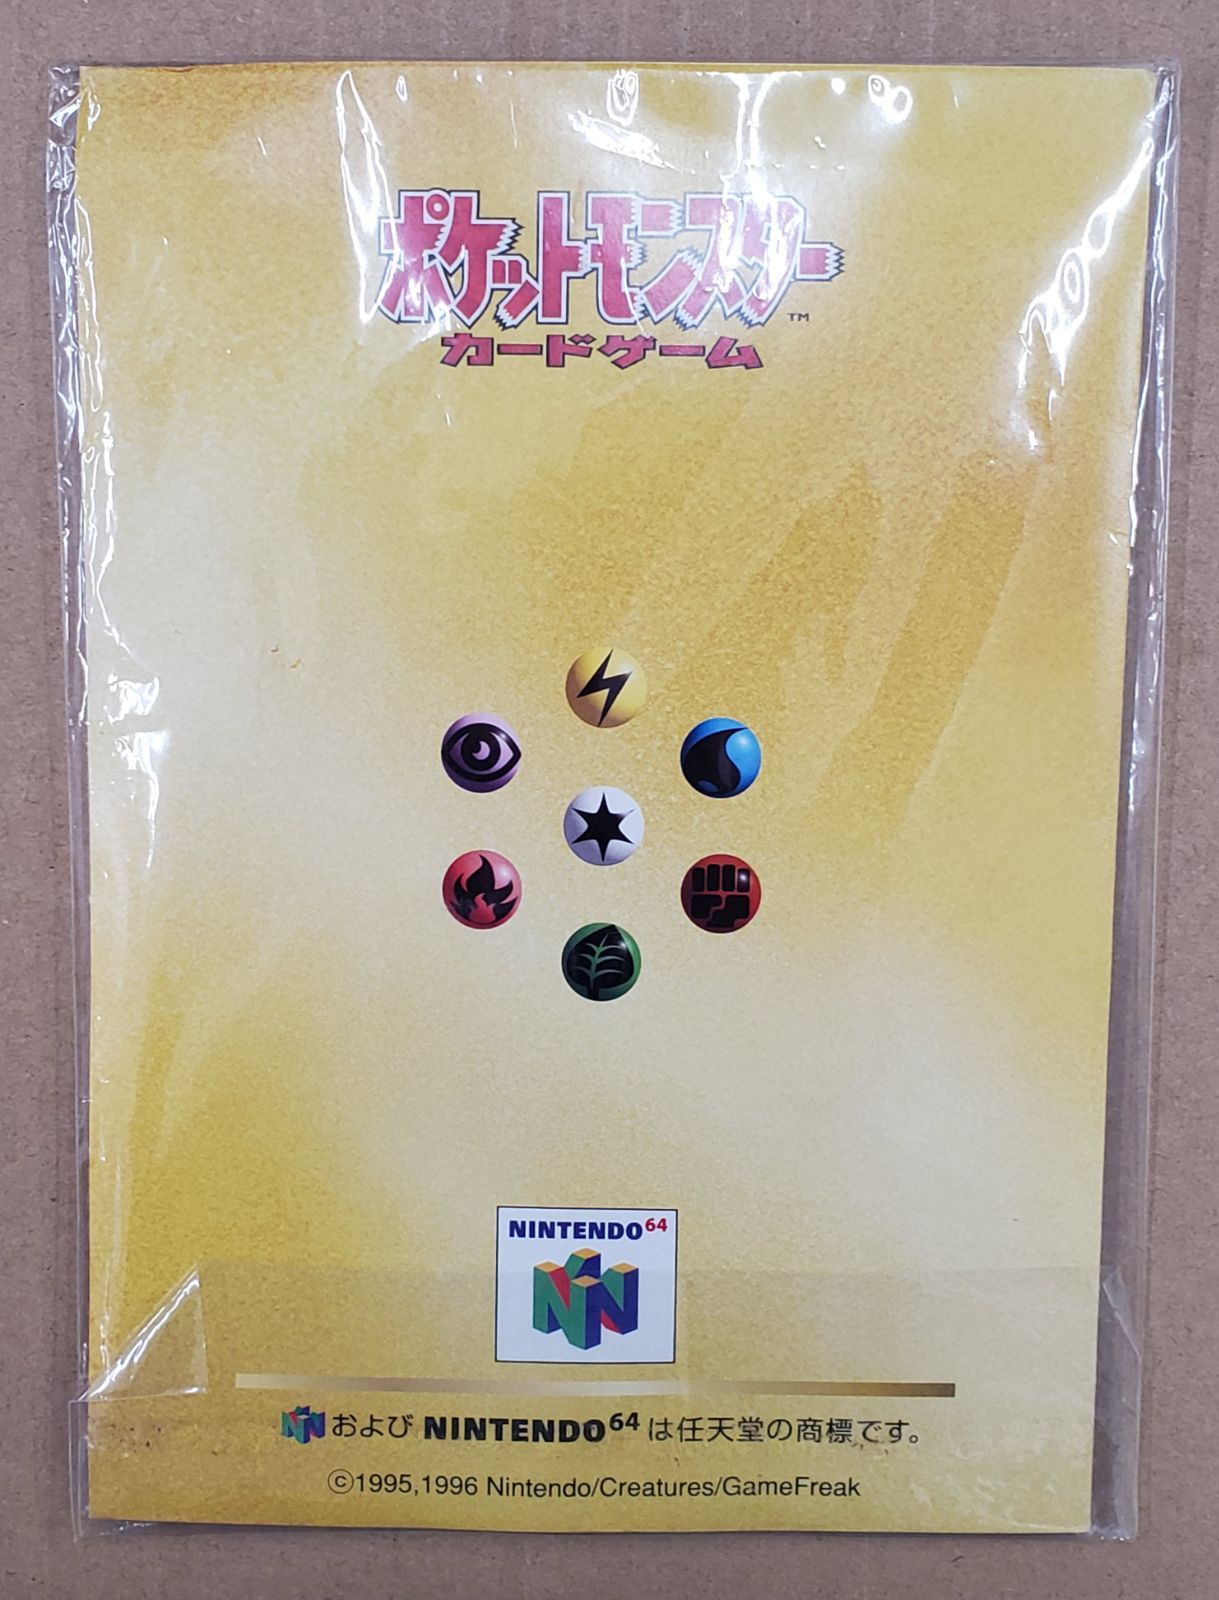 ポケットモンスター™
カードゲーム
NINTENDO64
および NINTENDO64 は任天堂の商標です。
©1995,1996 Nintendo/Creatures/GameFreak